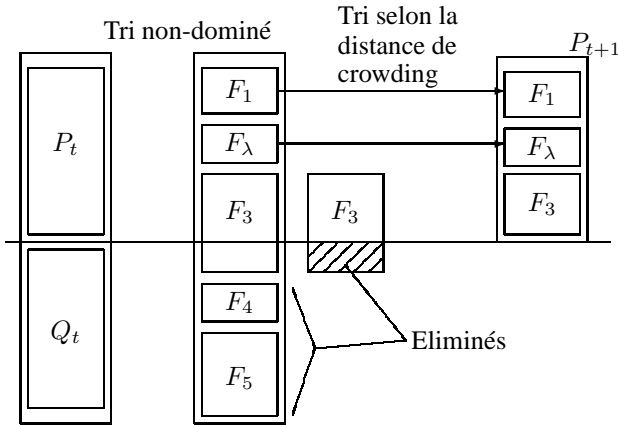 Tri non-dominé
Tri selon la
distance de
crowding
P_{t+1}
P_t
F_1
F_1
F_λ
F_λ
F_3
F_3
F_3
Q_t
F_4
F_5
Eliminés